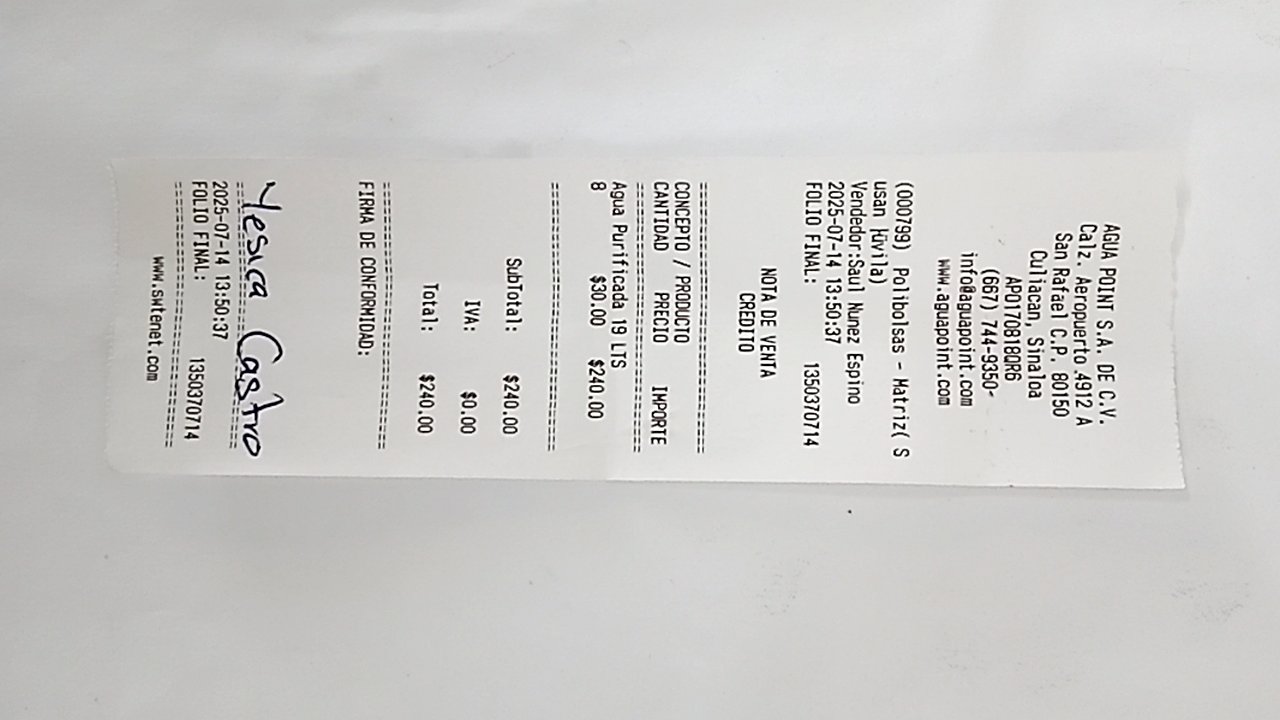 AGUA POINT S.A. DE C.V.
Calz. Aeropuerto 4912 A
San Rafael C.P. 80150
Culiacan, Sinaloa
APO170818QR6
(667) 744-9350-
info@aguapoint.com
www.aguapoint.com
(000799) Polibolsas - Matriz( S
usan Húvila)
Vendedor:Saul Nunez Espino
2025-07-14 13:50:37
FOLIO FINAL: 1350370714
NOTA DE VENTA
CREDITO
===============================
CONCEPTO / PRODUCTO
CANTIDAD PRECIO IMPORTE
===============================
Agua Purificada 19 LTS
8 $30.00 $240.00
===============================
SubTotal: $240.00
IVA: $0.00
Total: $240.00
===============================
FIRMA DE CONFORMIDAD:
Yesica Castro
===============================
2025-07-14 13:50:37
FOLIO FINAL: 1350370714
===============================
www.swstenet.com